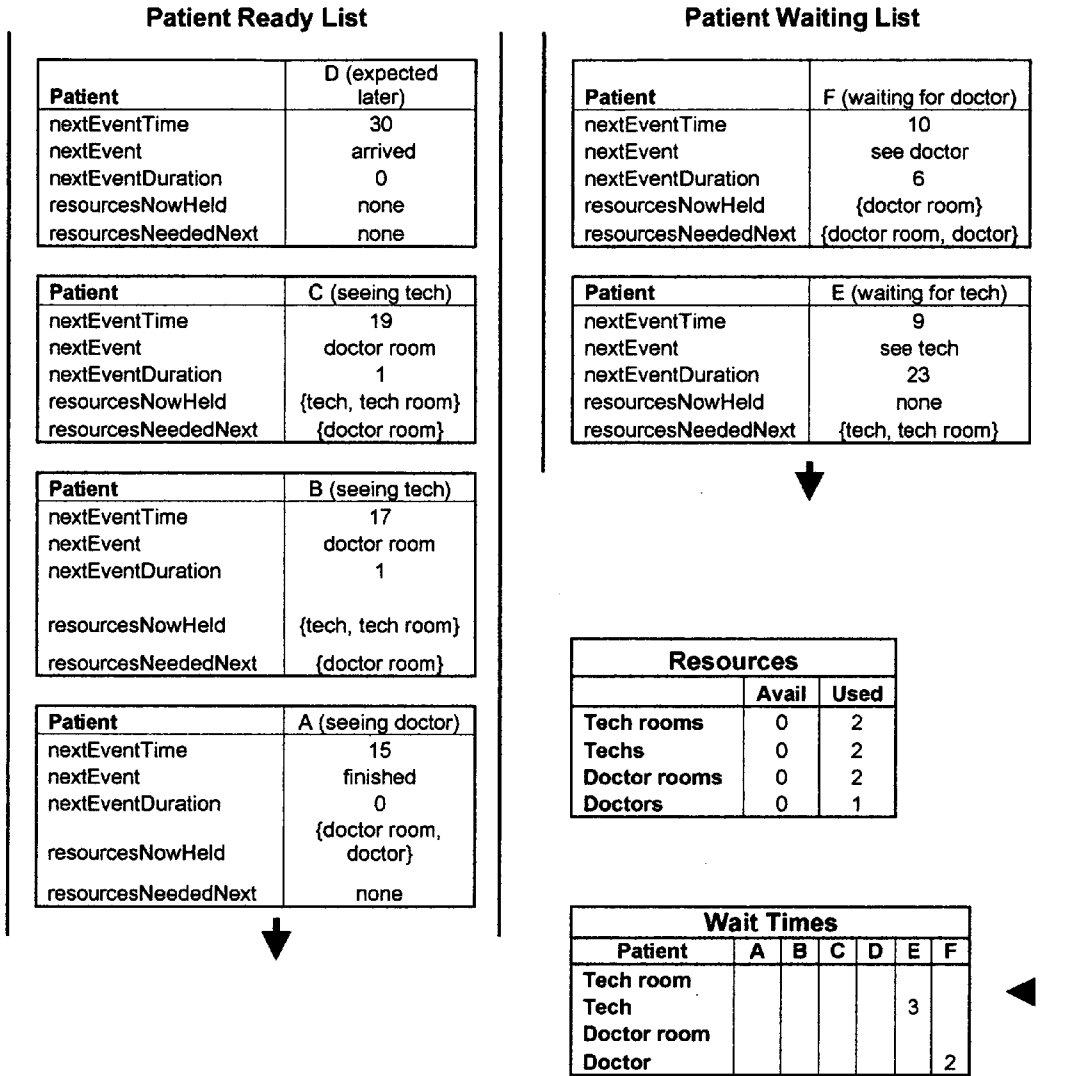 Patient Ready List
Patient D (expected later)
nextEventTime 30
nextEvent arrived
nextEventDuration 0
resourcesNowHeld none
resourcesNeededNext none
Patient C (seeing tech)
nextEventTime 19
nextEvent doctor room
nextEventDuration 1
resourcesNowHeld {tech, tech room}
resourcesNeededNext {doctor room}
Patient B (seeing tech)
nextEventTime 17
nextEvent doctor room
nextEventDuration 1
resourcesNowHeld {tech, tech room}
resourcesNeededNext {doctor room}
Patient A (seeing doctor)
nextEventTime 15
nextEvent finished
nextEventDuration 0
resourcesNowHeld {doctor room, doctor}
resourcesNeededNext none
Patient Waiting List
Patient F (waiting for doctor)
nextEventTime 10
nextEvent see doctor
nextEventDuration 6
resourcesNowHeld {doctor room}
resourcesNeededNext {doctor room, doctor}
Patient E (waiting for tech)
nextEventTime 9
nextEvent see tech
nextEventDuration 23
resourcesNowHeld none
resourcesNeededNext {tech, tech room}
Resources
Avail Used
Tech rooms 0 2
Techs 0 2
Doctor rooms 0 2
Doctors 0 1
Wait Times
Patient A B C D E F
Tech room
Tech 3
Doctor room
Doctor 2